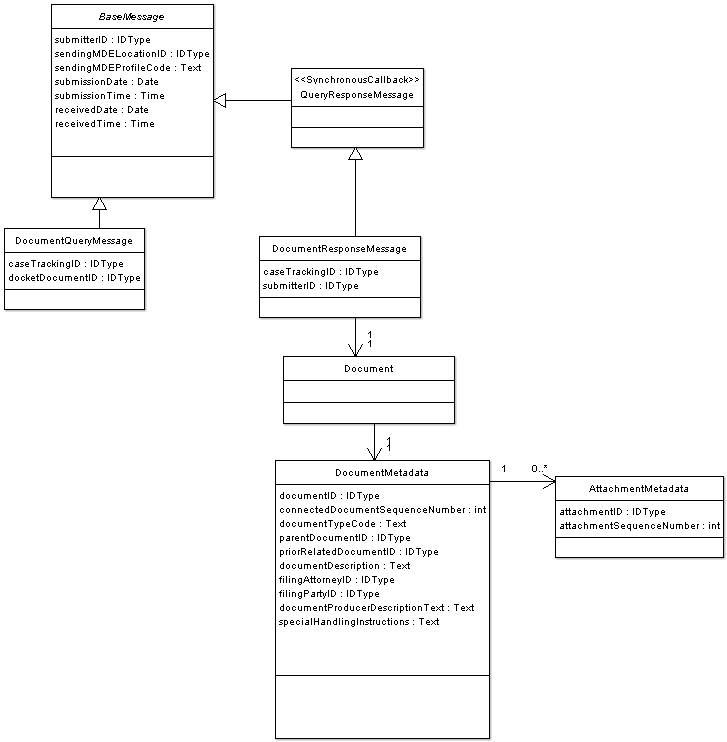 BaseMessage
submitterID : IDType
sendingMDELocationID : IDType
sendingMDEProfileCode : Text
submissionDate : Date
submissionTime : Time
receivedDate : Date
receivedTime : Time
<<SynchronousCallback>>
QueryResponseMessage
DocumentQueryMessage
caseTrackingID : IDType
docketDocumentID : IDType
DocumentResponseMessage
caseTrackingID : IDType
submitterID : IDType
1
1
Document
1
1
DocumentMetadata
documentID : IDType
connectedDocumentSequenceNumber : int
documentTypeCode : Text
parentDocumentID : IDType
priorRelatedDocumentID : IDType
documentDescription : Text
filingAttorneyID : IDType
filingPartyID : IDType
documentProducerDescriptionText : Text
specialHandlingInstructions : Text
1 0..*
AttachmentMetadata
attachmentID : IDType
attachmentSequenceNumber : int